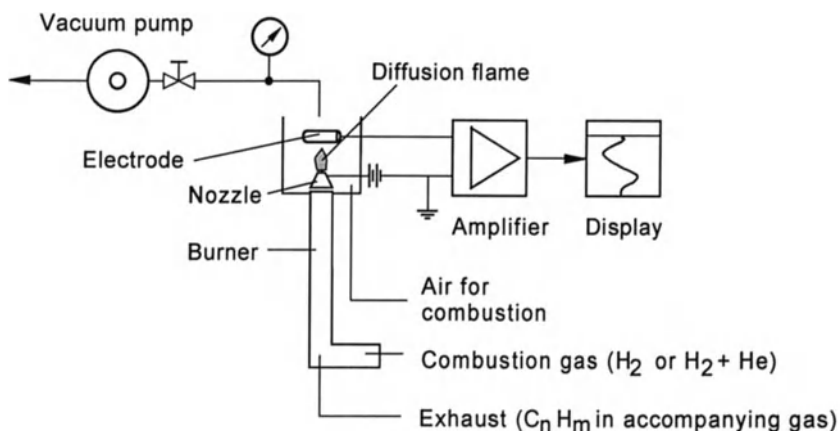 Vacuum pump
Diffusion flame
Electrode
Nozzle
Amplifier
Display
Burner
Air for
combustion
Combustion gas (H₂ or H₂ + He)
Exhaust (CₙHₘ in accompanying gas)